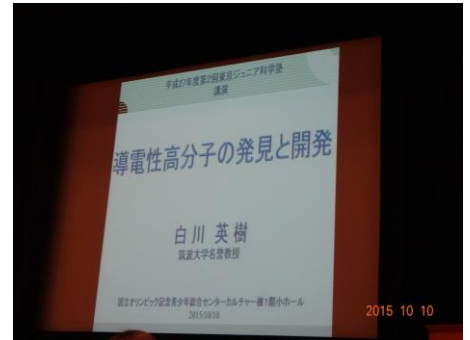 平成27年度第2回東京ジュニア科学塾
講演
導電性高分子の発見と開発
白川 英樹
筑波大学名誉教授
国立オリンピック記念青少年総合センターカルチャー棟1階小ホール
2015/10/10
2015 10 10